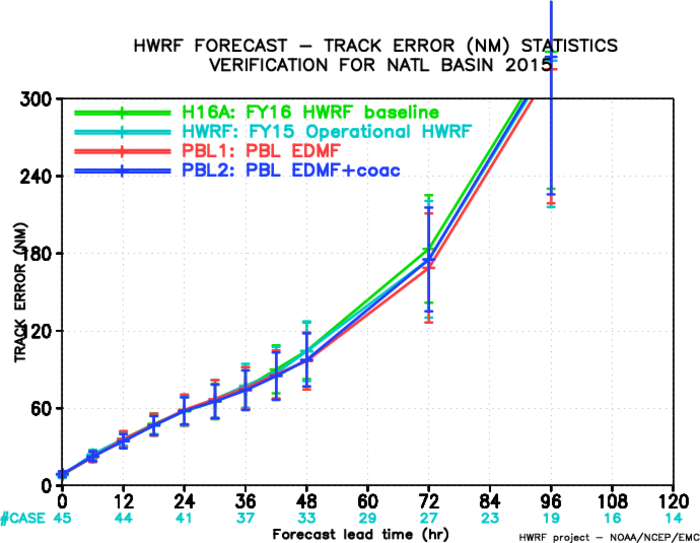 HWRF FORECAST – TRACK ERROR (NM) STATISTICS
VERIFICATION FOR NATL BASIN 2015
300
240
180
120
60
0
TRACK ERROR (NM)
H16A: FY16 HWRF baseline
HWRF: FY15 Operational HWRF
PBL1: PBL EDMF
PBL2: PBL EDMF+coac
0 12 24 36 48 60 72 84 96 108 120
#CASE 45 44 41 37 33 29 27 23 19 16 14
Forecast lead time (hr)
HWRF project – NOAA/NCEP/EMC